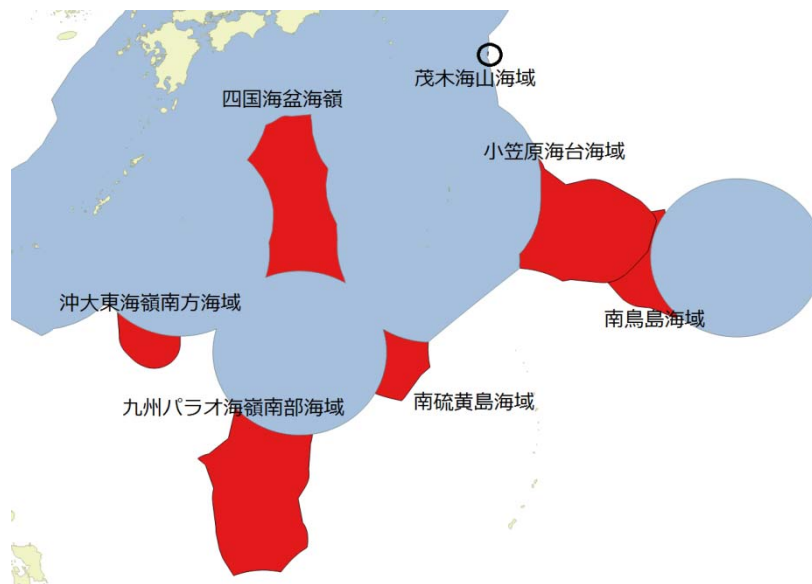 茂木海山海域
四国海盆海嶺
小笠原海台海域
沖大東海嶺南方海域
南鳥島海域
九州パラオ海嶺南部海域
南硫黄島海域